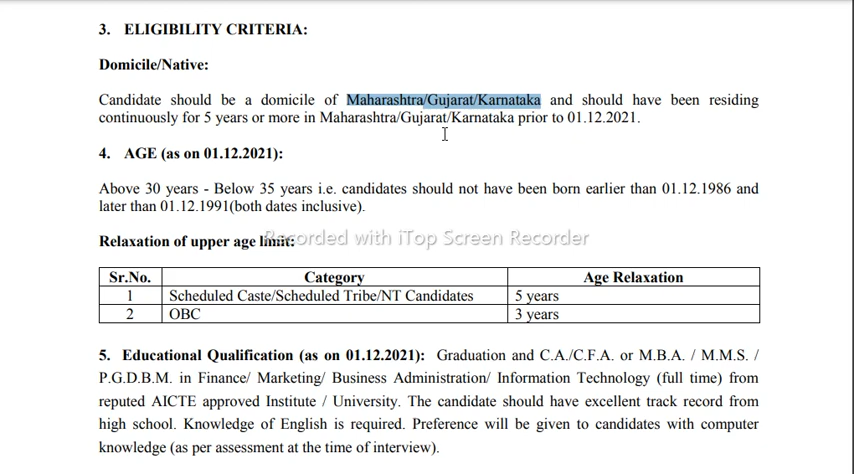 3. ELIGIBILITY CRITERIA:
Domicile/Native:
Candidate should be a domicile of Maharashtra/Gujarat/Karnataka and should have been residing
continuously for 5 years or more in Maharashtra/Gujarat/Karnataka prior to 01.12.2021.
4. AGE (as on 01.12.2021):
Above 30 years - Below 35 years i.e. candidates should not have been born earlier than 01.12.1986 and
later than 01.12.1991(both dates inclusive).
Relaxation of upper age limit:
Recorded with iTop Screen Recorder
Sr.No. Category Age Relaxation
1 Scheduled Caste/Scheduled Tribe/NT Candidates 5 years
2 OBC 3 years
5. Educational Qualification (as on 01.12.2021): Graduation and C.A./C.F.A. or M.B.A. / M.M.S. /
P.G.D.B.M. in Finance/ Marketing/ Business Administration/ Information Technology (full time) from
reputed AICTE approved Institute / University. The candidate should have excellent track record from
high school. Knowledge of English is required. Preference will be given to candidates with computer
knowledge (as per assessment at the time of interview).